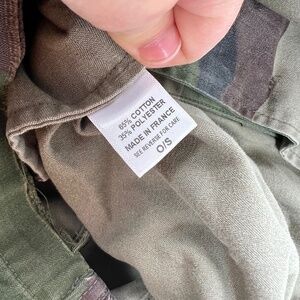 65% COTTON
35% POLYESTER
MADE IN FRANCE
SEE REVERSE FOR CARE
O/S